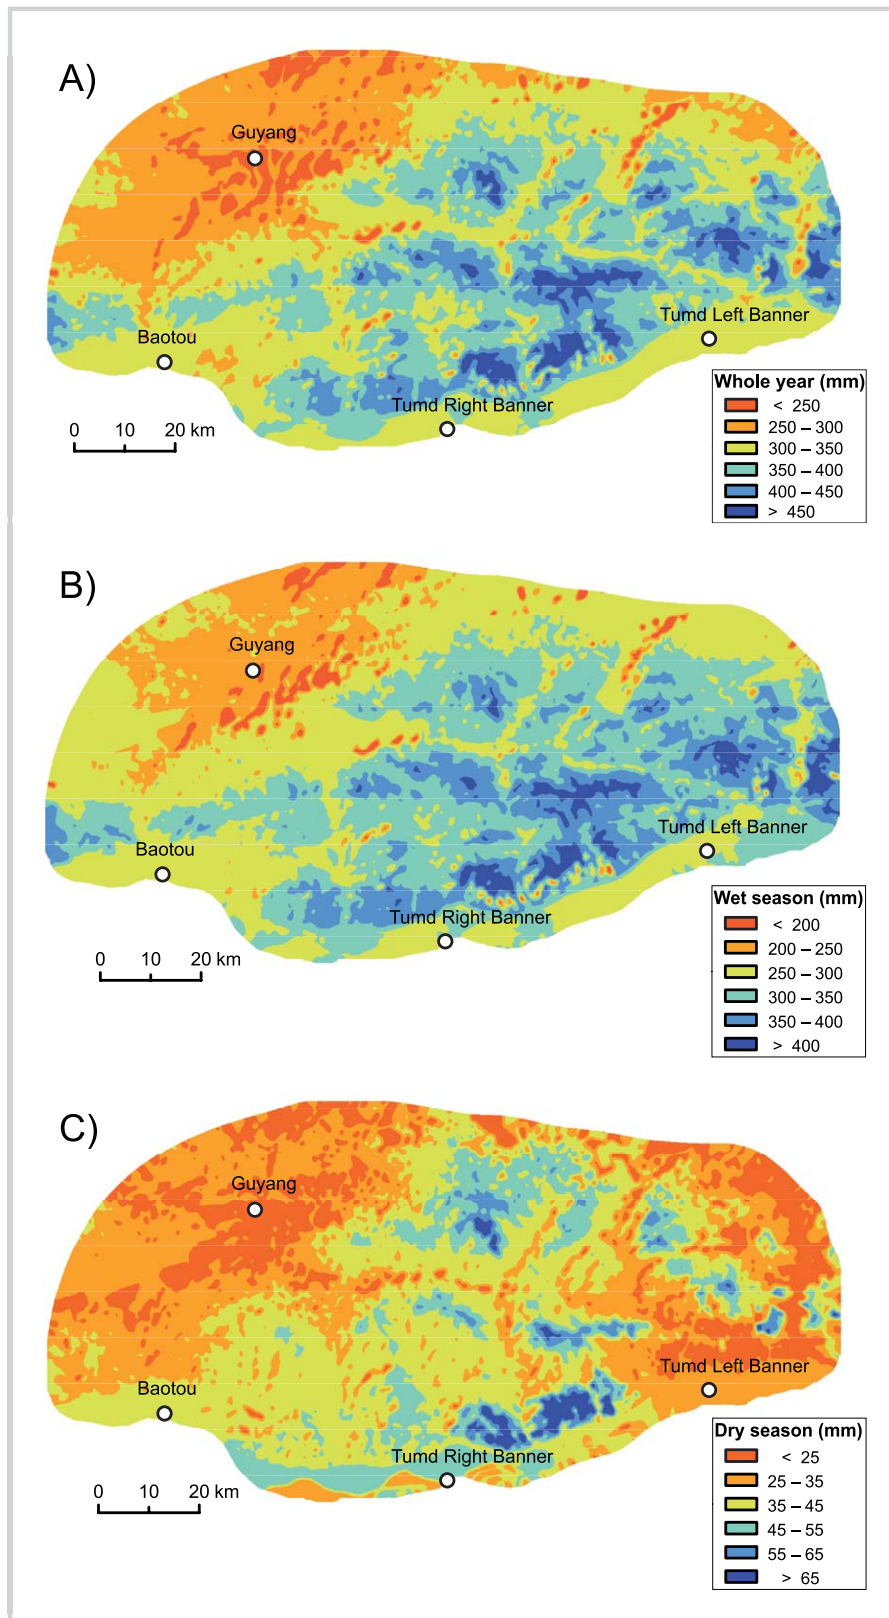 A)
Guyang
Tumd Left Banner
Baotou
Tumd Right Banner
0 10 20 km
Whole year (mm)
< 250
250 – 300
300 – 350
350 – 400
400 – 450
> 450
B)
Guyang
Tumd Left Banner
Baotou
Tumd Right Banner
0 10 20 km
Wet season (mm)
< 200
200 – 250
250 – 300
300 – 350
350 – 400
> 400
C)
Guyang
Tumd Left Banner
Baotou
Tumd Right Banner
0 10 20 km
Dry season (mm)
< 25
25 – 35
35 – 45
45 – 55
55 – 65
> 65